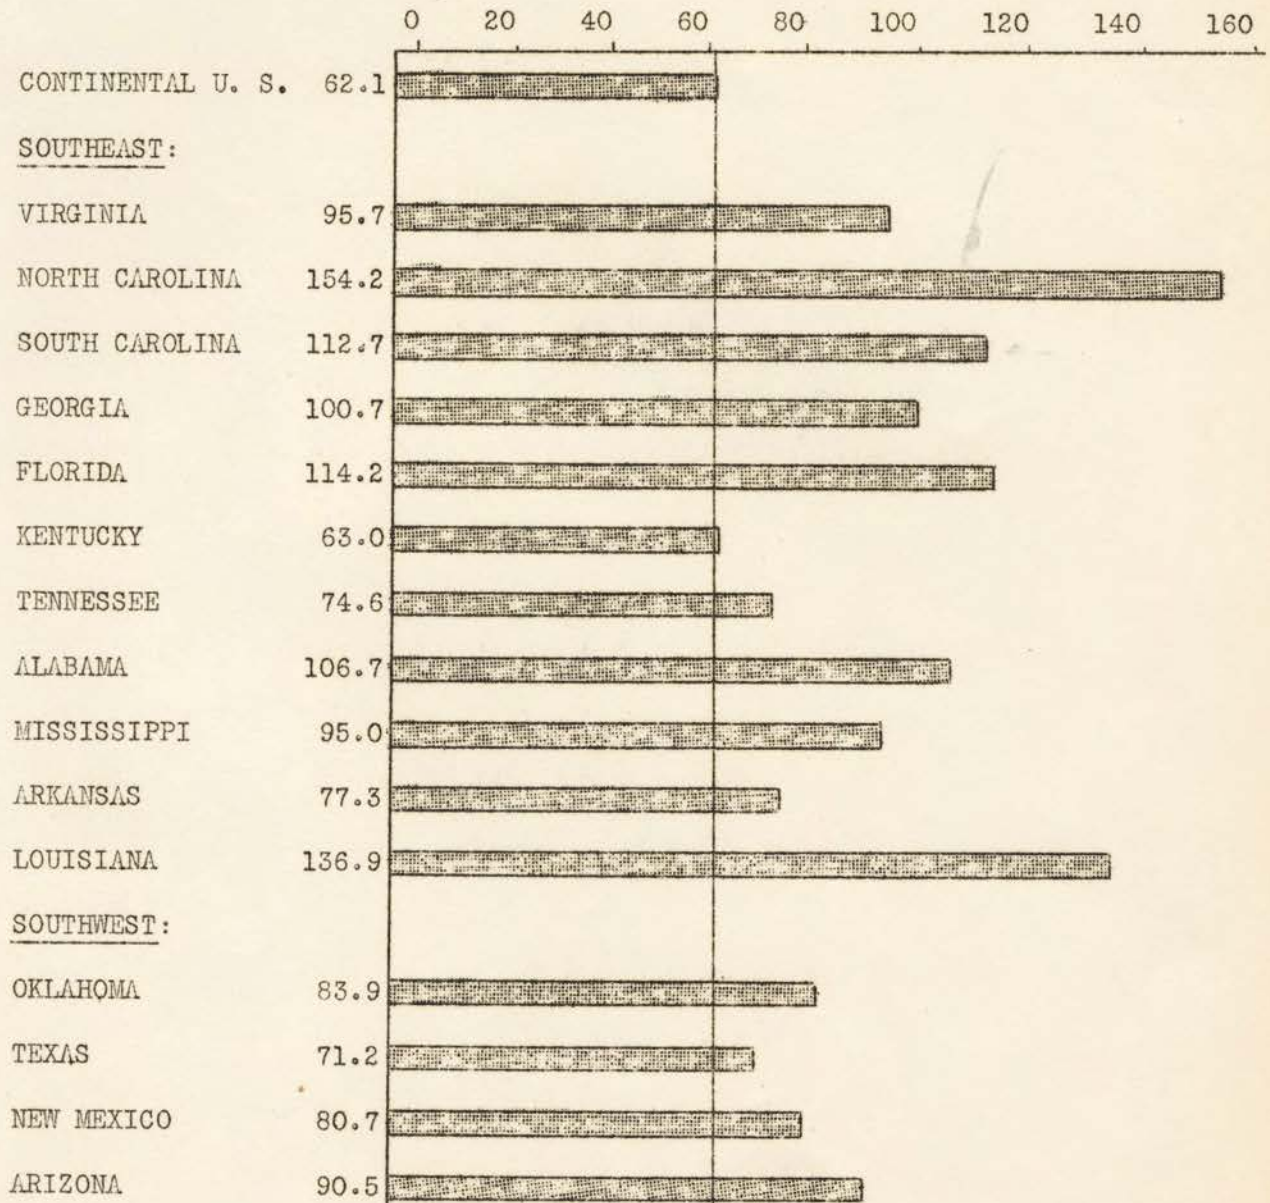 0 20 40 60 80 100 120 140 160
CONTINENTAL U. S. 62.1
SOUTHEAST:
VIRGINIA 95.7
NORTH CAROLINA 154.2
SOUTH CAROLINA 112.7
GEORGIA 100.7
FLORIDA 114.2
KENTUCKY 63.0
TENNESSEE 74.6
ALABAMA 106.7
MISSISSIPPI 95.0
ARKANSAS 77.3
LOUISIANA 136.9
SOUTHWEST:
OKLAHOMA 83.9
TEXAS 71.2
NEW MEXICO 80.7
ARIZONA 90.5